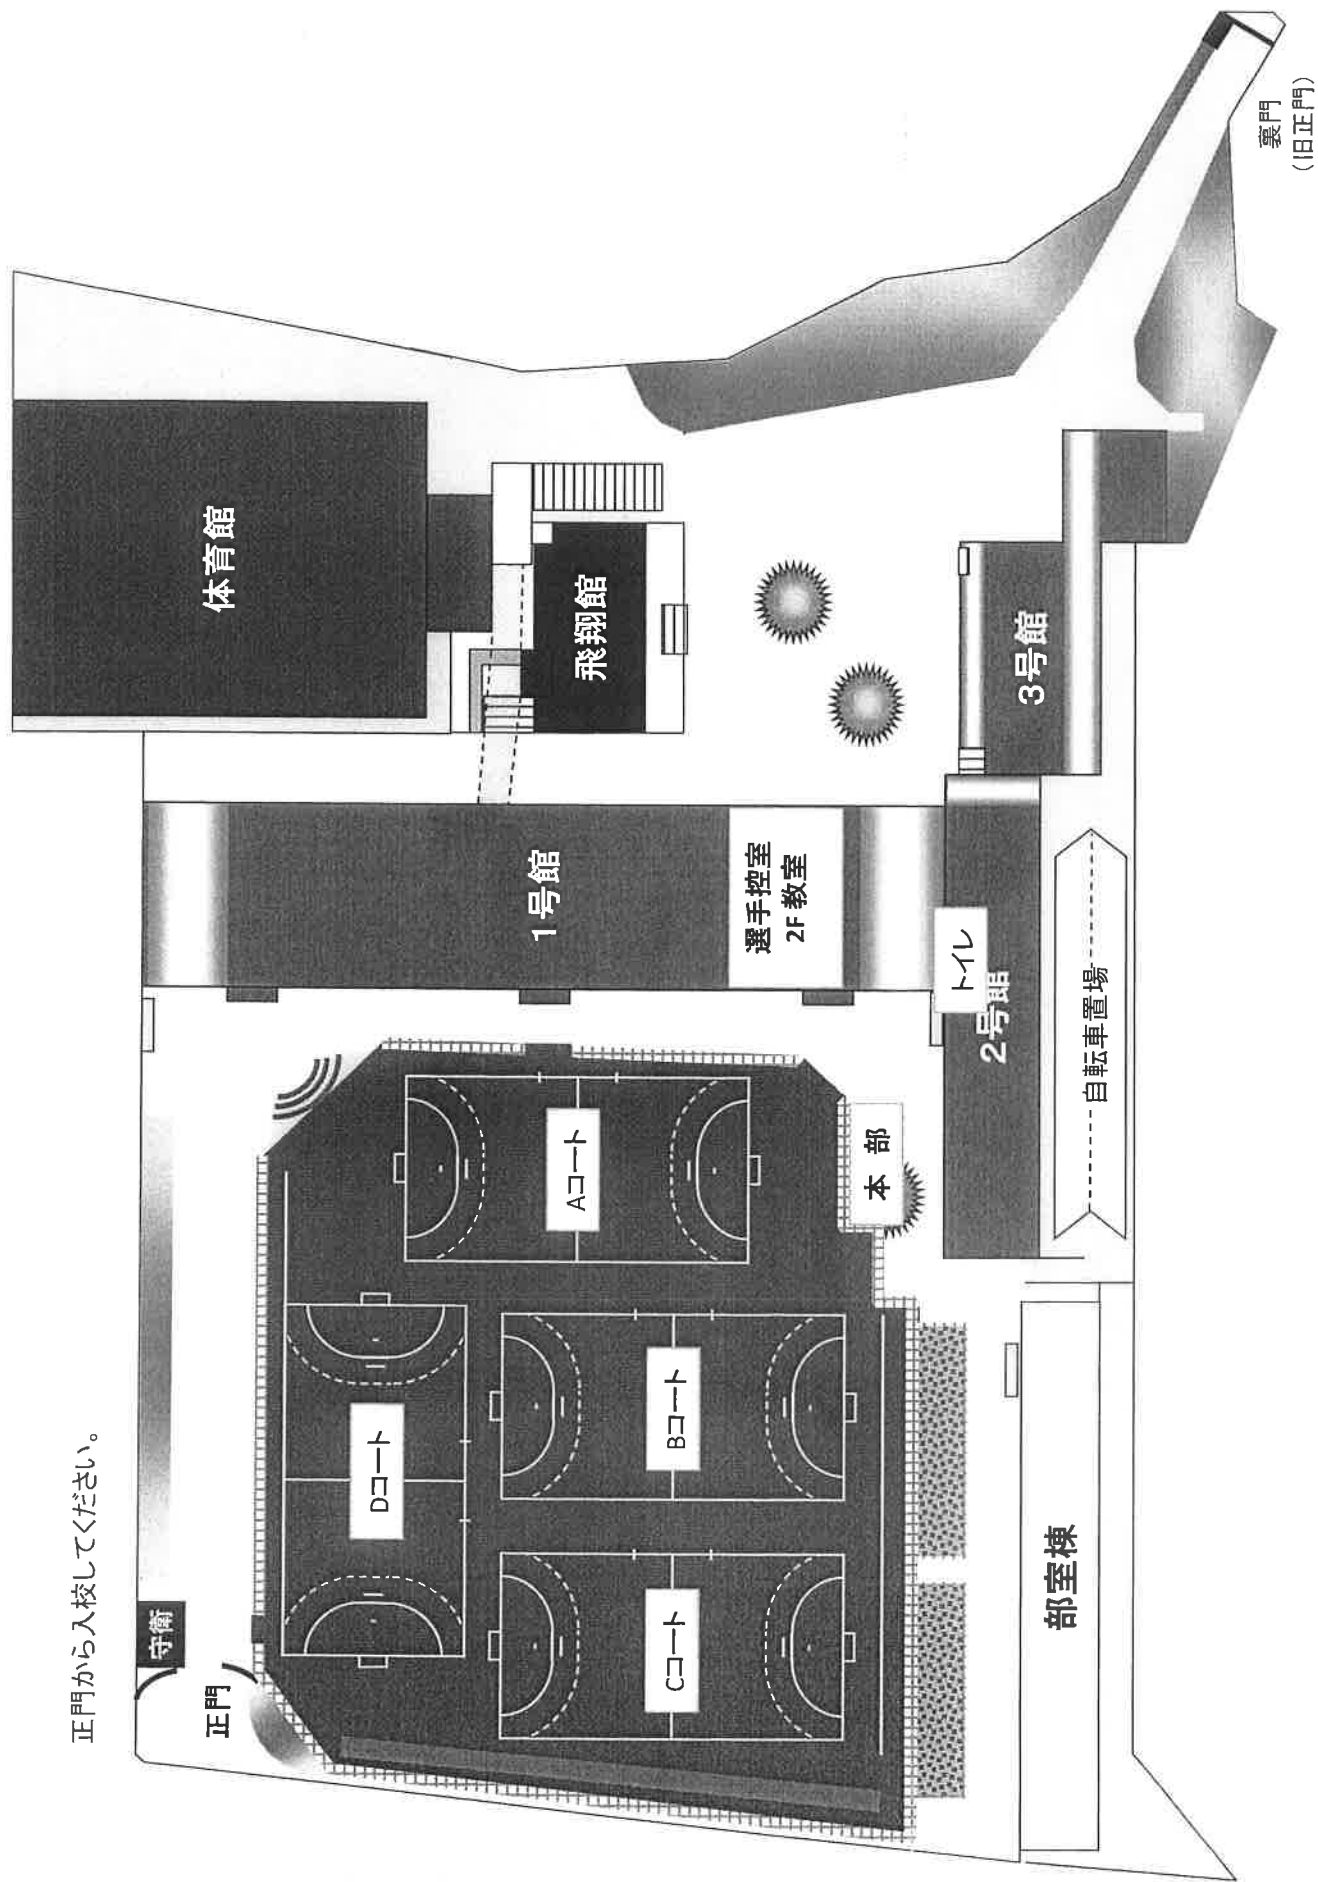 正門から入校してください。
守衛
正門
体育館
飛翔館
1号館
選手控室
2F 教室
トイレ
2号館
3号館
自転車置場
本 部
Aコート
Bコート
Cコート
Dコート
部室棟
裏門
(旧正門)